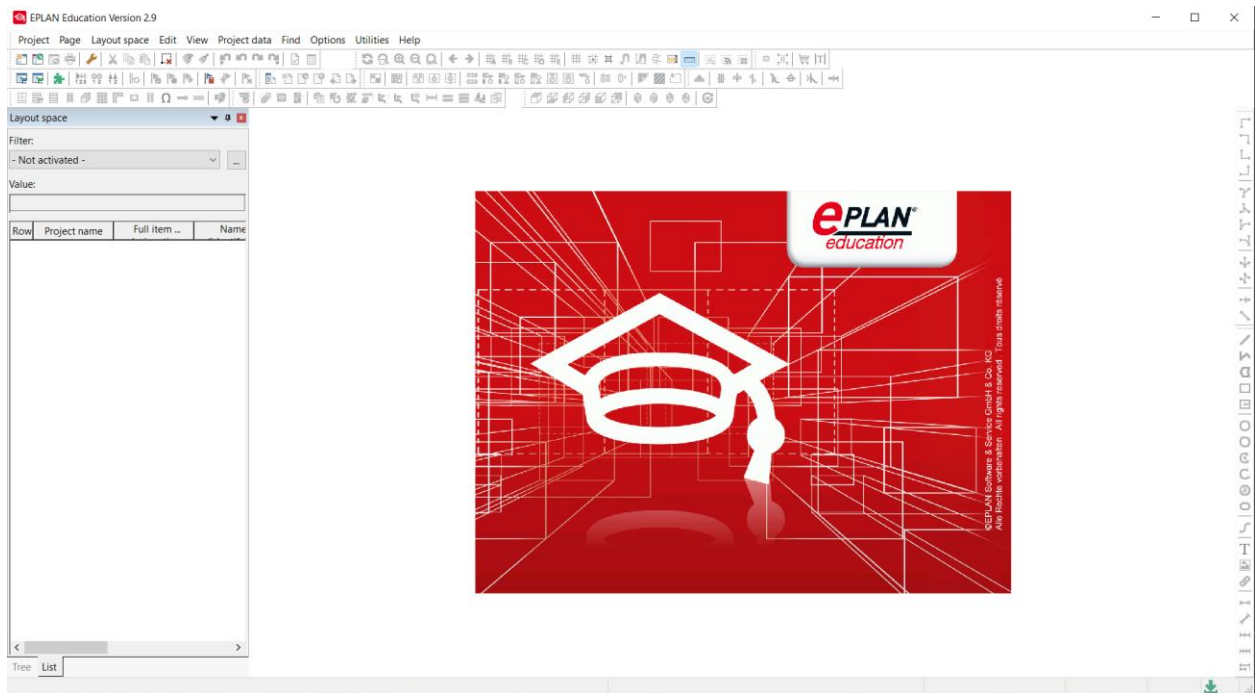 EPLAN Education Version 2.9
Project Page Layout space Edit View Project data Find Options Utilities Help
Layout space
Filter:
- Not activated -
...
Value:
Row Project name Full item ... Name
Tree List
ePLAN®
education
©EPLAN Software & Service GmbH & Co. KG
Alle Rechte vorbehalten . All rights reserved . Tous droits réservé
T